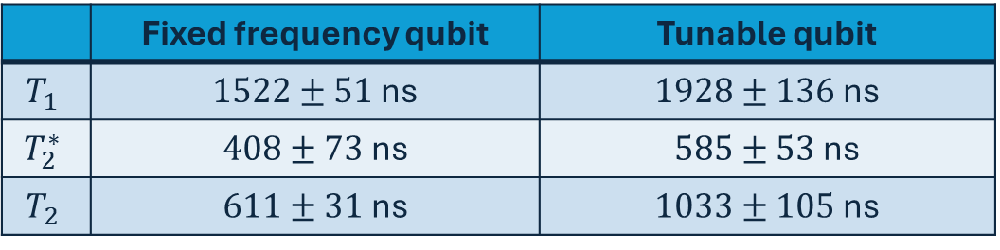 Fixed frequency qubit Tunable qubit
T₁ 1522 ± 51 ns 1928 ± 136 ns
T₂* 408 ± 73 ns 585 ± 53 ns
T₂ 611 ± 31 ns 1033 ± 105 ns